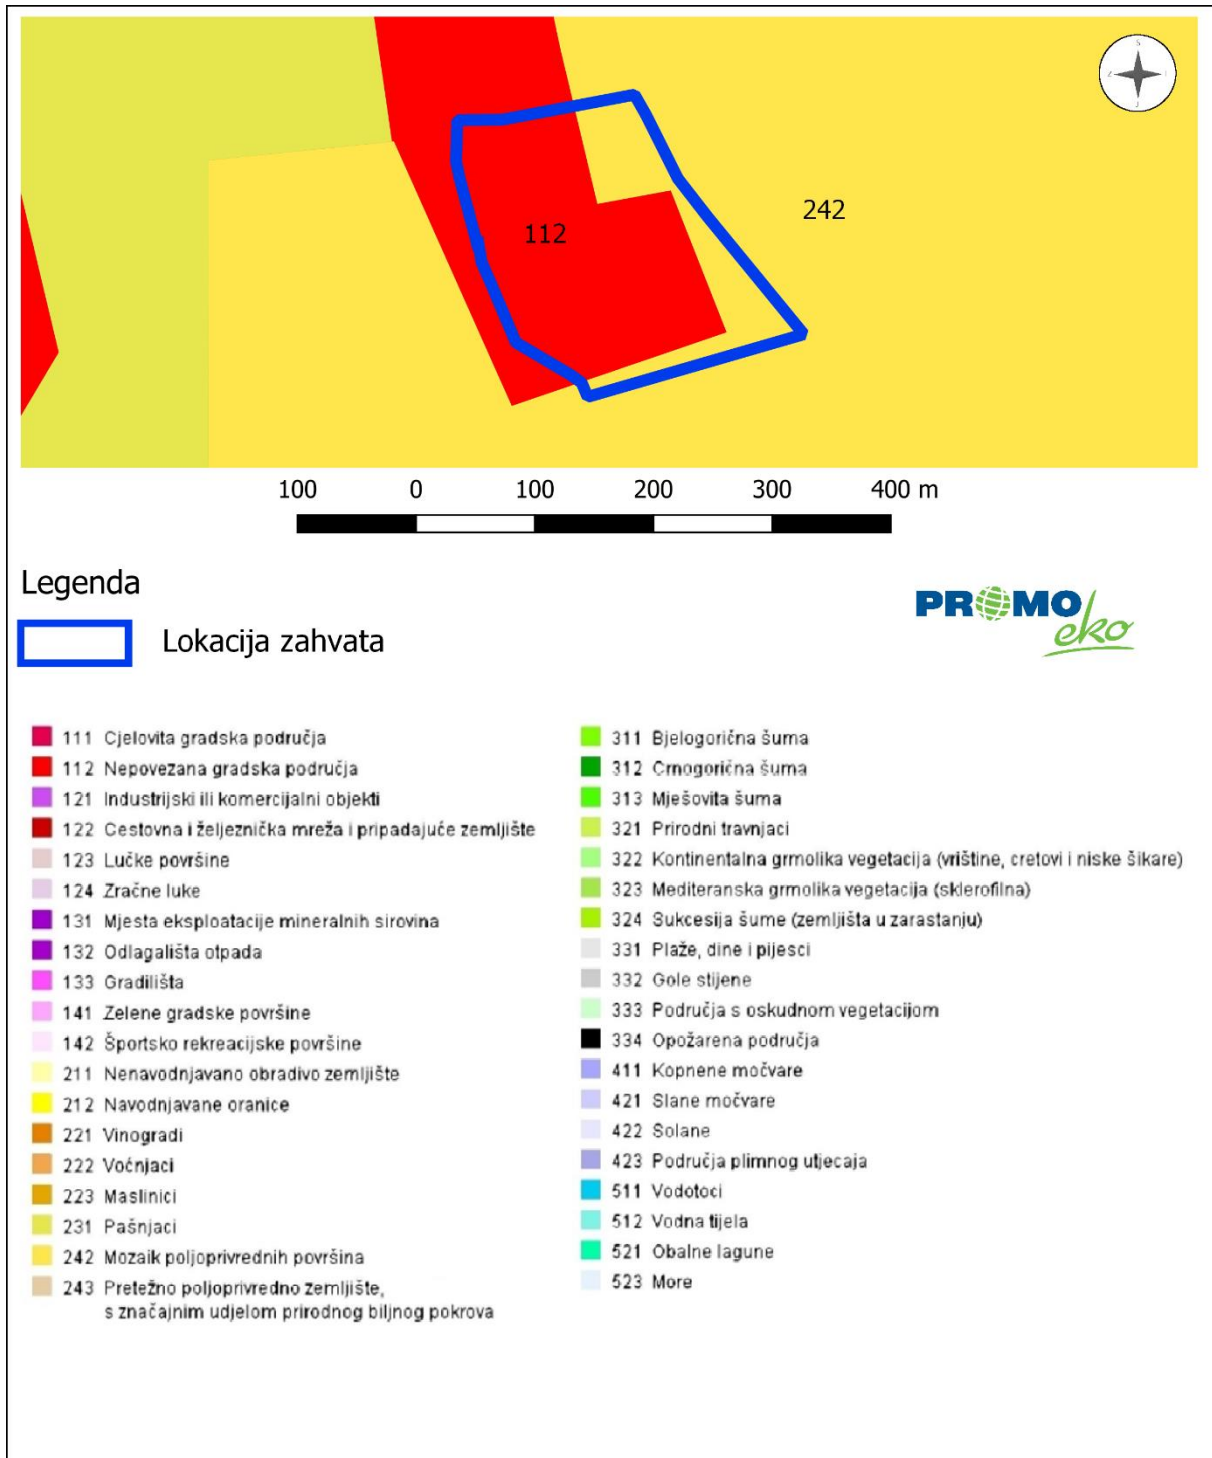 S
Z I
J
112
242
100 0 100 200 300 400 m
Legenda
Lokacija zahvata
PROMO
eko
111 Cjelovita gradska područja
112 Nepovezana gradska područja
121 Industrijski ili komercijalni objekti
122 Cestovna i željeznička mreža i pripadajuće zemljište
123 Lučke površine
124 Zračne luke
131 Mjesta eksploatacije mineralnih sirovina
132 Odlagališta otpada
133 Gradilišta
141 Zelene gradske površine
142 Športsko rekreacijske površine
211 Nenavodnjavano obradivo zemljište
212 Navodnjavane oranice
221 Vinogradi
222 Voćnjaci
223 Maslinici
231 Pašnjaci
242 Mozaik poljoprivrednih površina
243 Pretežno poljoprivredno zemljište,
s značajnim udjelom prirodnog biljnog pokrova
311 Bjelogorična šuma
312 Crnogorična šuma
313 Mješovita šuma
321 Prirodni travnjaci
322 Kontinentalna grmolika vegetacija (vrištine, cretovi i niske šikare)
323 Mediteranska grmolika vegetacija (sklerofilna)
324 Sukcesija šume (zemljišta u zarastanju)
331 Plaže, dine i pijesci
332 Gole stijene
333 Područja s oskudnom vegetacijom
334 Opožarena područja
411 Kopnene močvare
421 Slane močvare
422 Solane
423 Područja plimnog utjecaja
511 Vodotoci
512 Vodna tijela
521 Obalne lagune
523 More